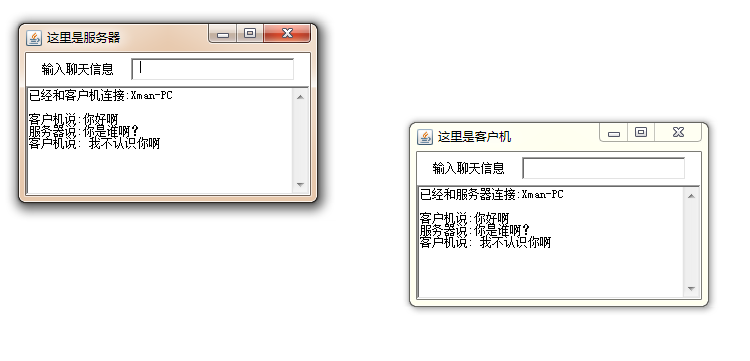 这里是服务器
输入聊天信息
已经和客户机连接:Xman-PC
客户机说:你好啊
服务器说:你是谁啊?
客户机说: 我不认识你啊
这里是客户机
输入聊天信息
已经和服务器连接:Xman-PC
客户机说:你好啊
服务器说:你是谁啊?
客户机说: 我不认识你啊